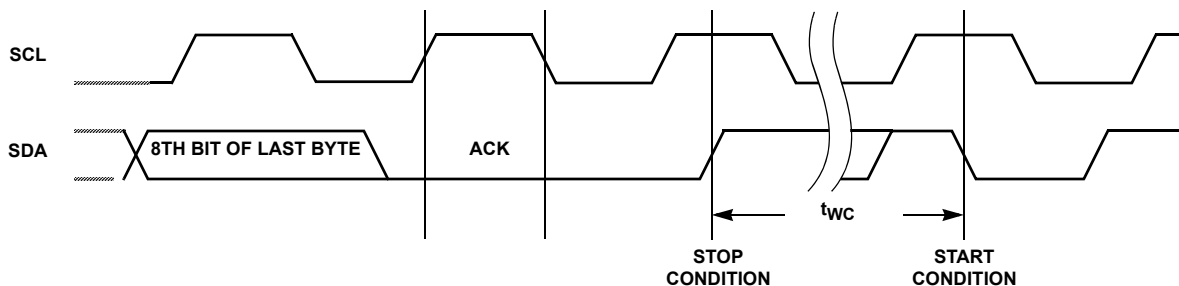 SCL
SDA
8TH BIT OF LAST BYTE
ACK
tWC
STOP
CONDITION
START
CONDITION